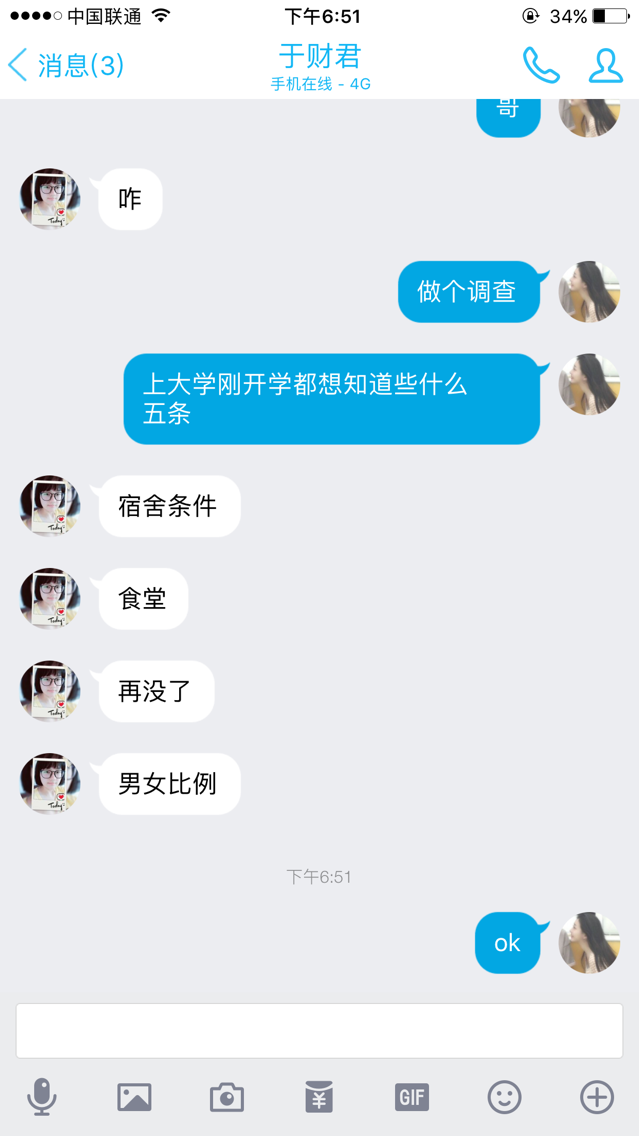 中国联通 下午6:51 34%
消息(3) 于财君
手机在线 - 4G
哥
咋
做个调查
上大学刚开学都想知道些什么
五条
宿舍条件
食堂
再没了
男女比例
下午6:51
ok
GIF